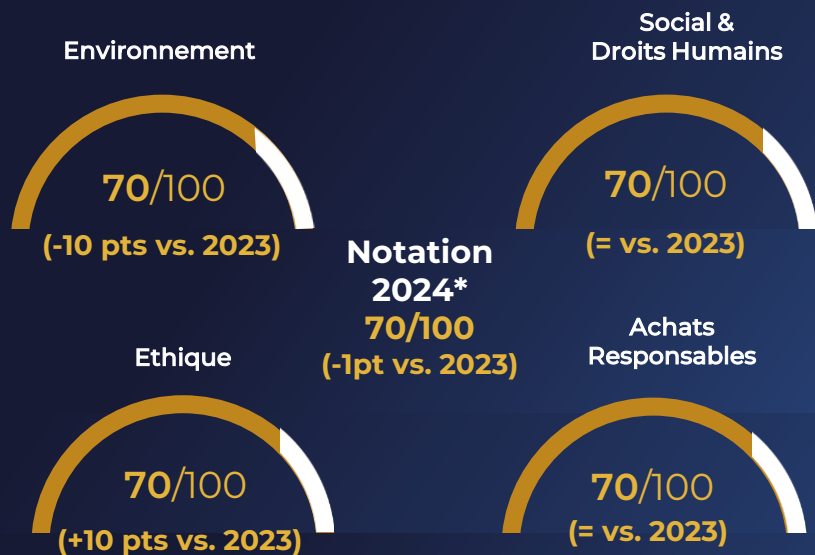 Environnement
70/100
(-10 pts vs. 2023)
Social &
Droits Humains
70/100
(= vs. 2023)
Notation
2024*
70/100
(-1pt vs. 2023)
Ethique
70/100
(+10 pts vs. 2023)
Achats
Responsables
70/100
(= vs. 2023)